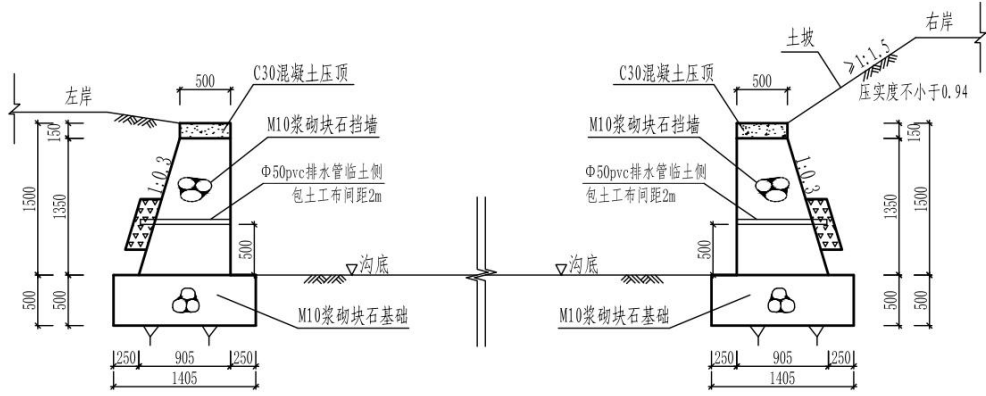 左岸
500
C30混凝土压顶
M10浆砌块石挡墙
Φ50pvc排水管临土侧
包土工布间距2m
1:0.3
150
1500
1350
500
500
500
沟底
M10浆砌块石基础
250
905
250
1405
右岸
土坡
≥1:1.5
压实度不小于0.94
500
C30混凝土压顶
M10浆砌块石挡墙
Φ50pvc排水管临土侧
包土工布间距2m
1:0.3
150
1350
1500
500
500
500
沟底
M10浆砌块石基础
250
905
250
1405